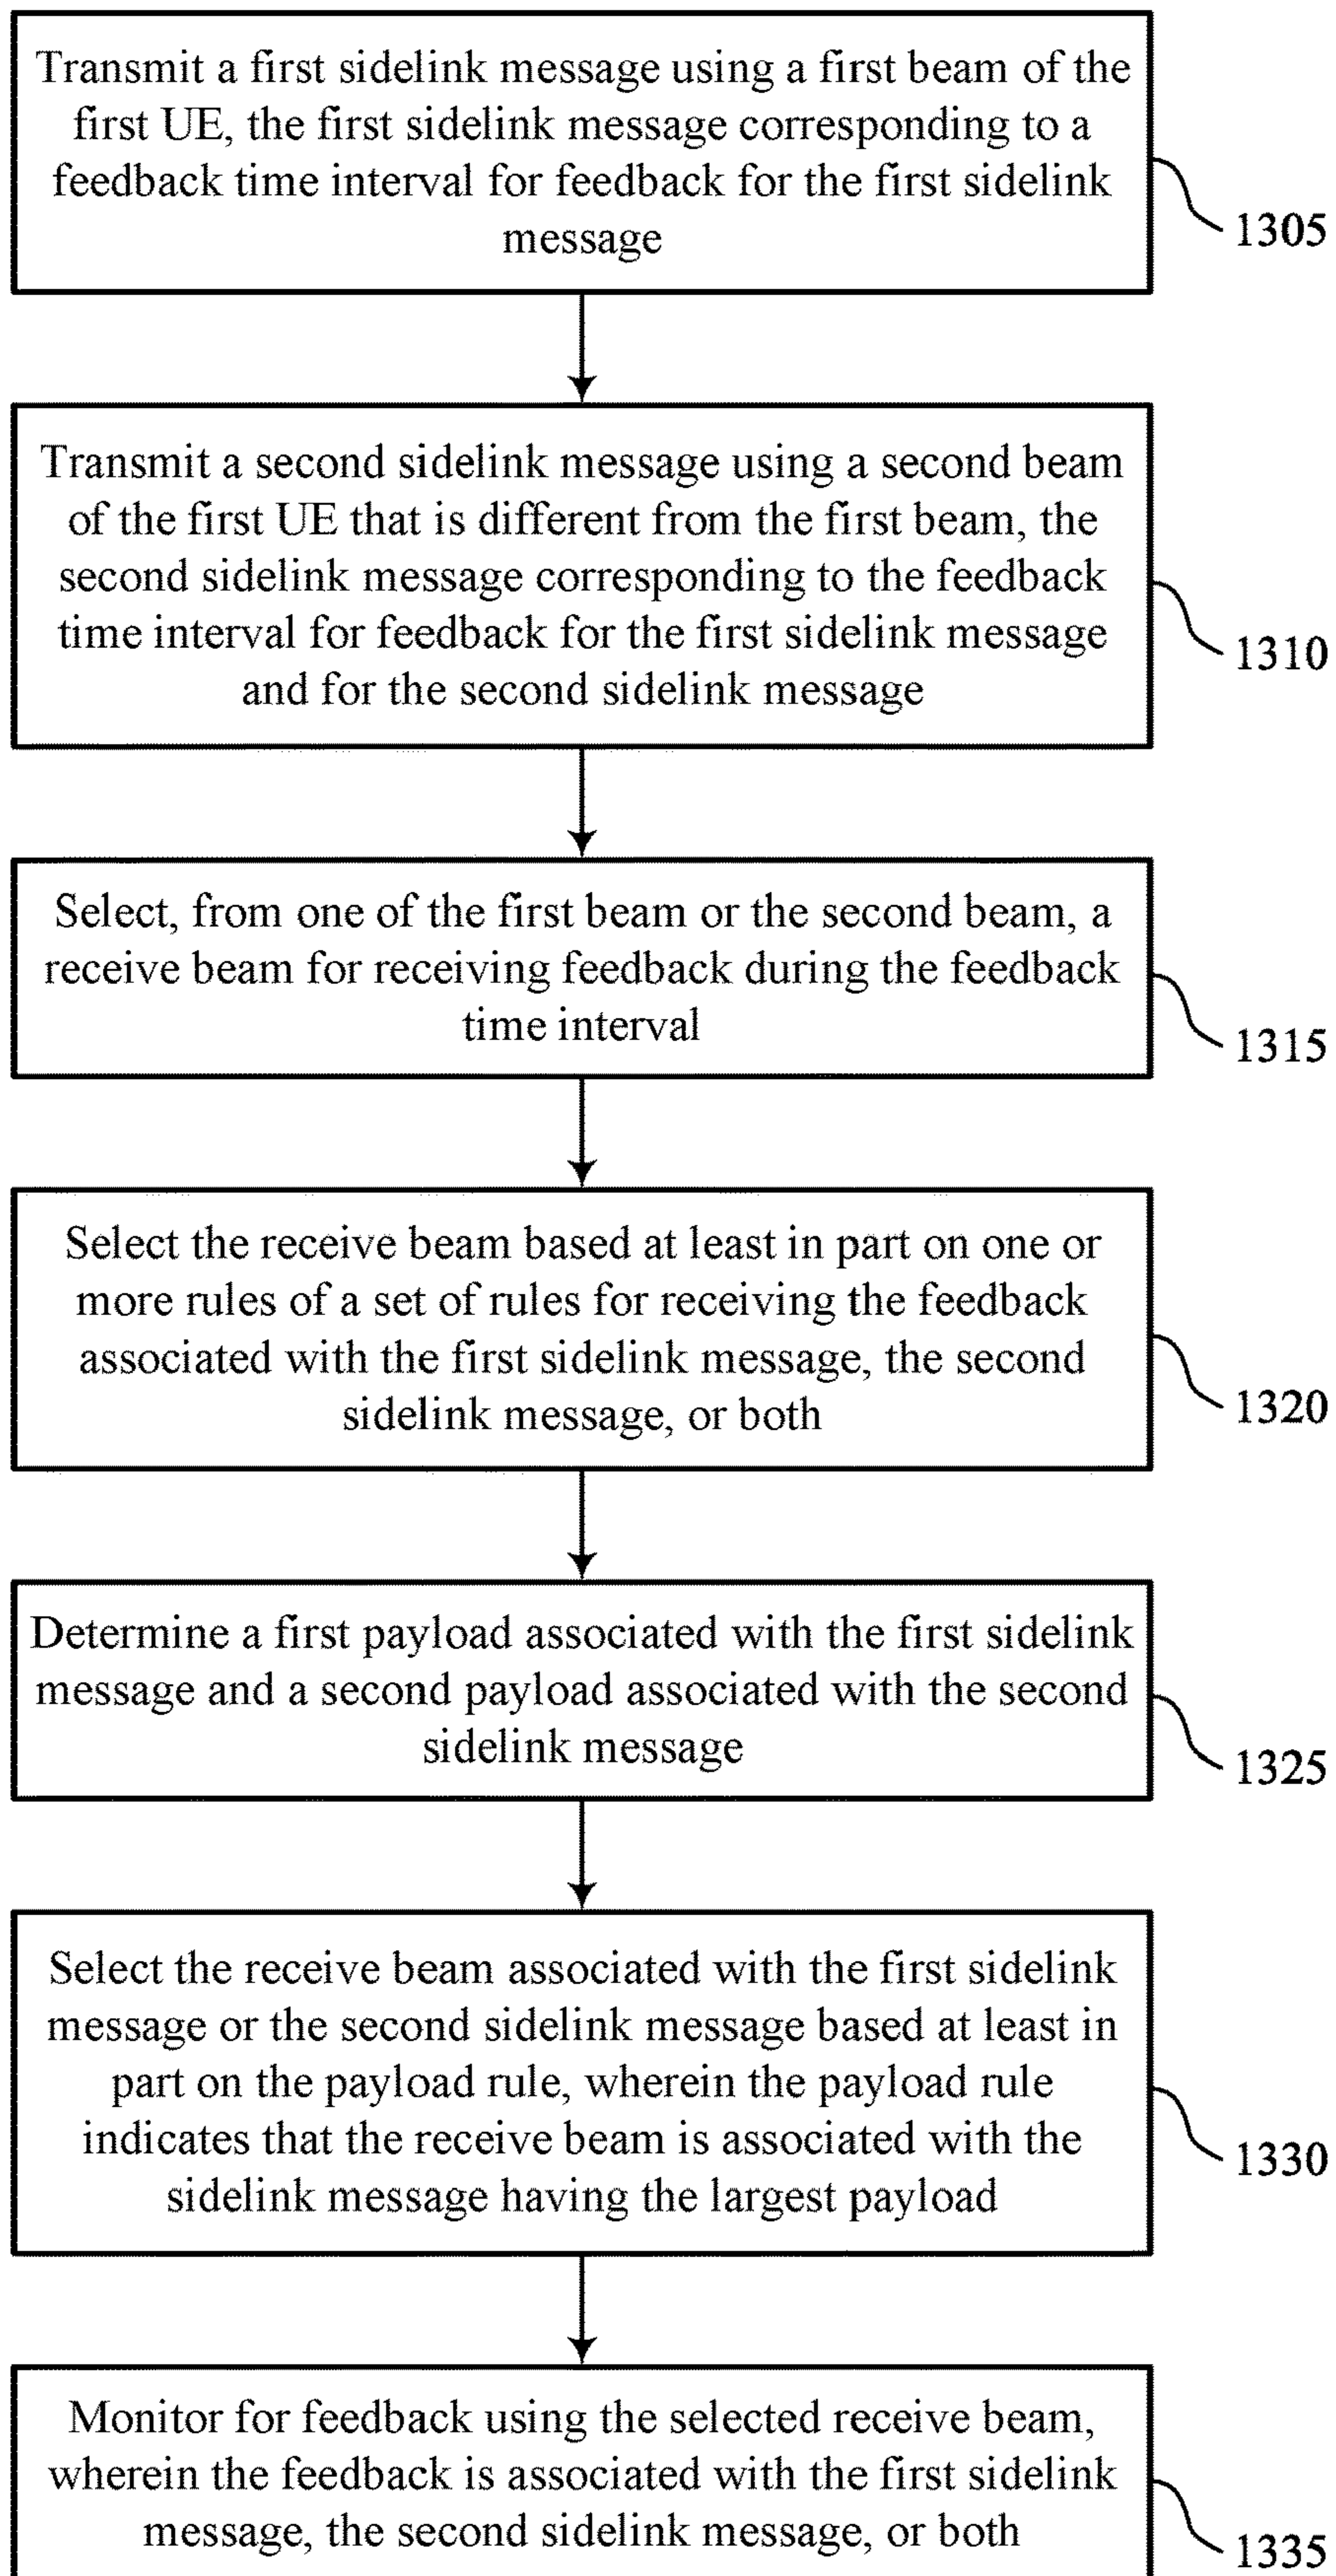 Transmit a first sidelink message using a first beam of the
first UE, the first sidelink message corresponding to a
feedback time interval for feedback for the first sidelink
message
1305
Transmit a second sidelink message using a second beam
of the first UE that is different from the first beam, the
second sidelink message corresponding to the feedback
time interval for feedback for the first sidelink message
and for the second sidelink message
1310
Select, from one of the first beam or the second beam, a
receive beam for receiving feedback during the feedback
time interval
1315
Select the receive beam based at least in part on one or
more rules of a set of rules for receiving the feedback
associated with the first sidelink message, the second
sidelink message, or both
1320
Determine a first payload associated with the first sidelink
message and a second payload associated with the second
sidelink message
1325
Select the receive beam associated with the first sidelink
message or the second sidelink message based at least in
part on the payload rule, wherein the payload rule
indicates that the receive beam is associated with the
sidelink message having the largest payload
1330
Monitor for feedback using the selected receive beam,
wherein the feedback is associated with the first sidelink
message, the second sidelink message, or both
1335